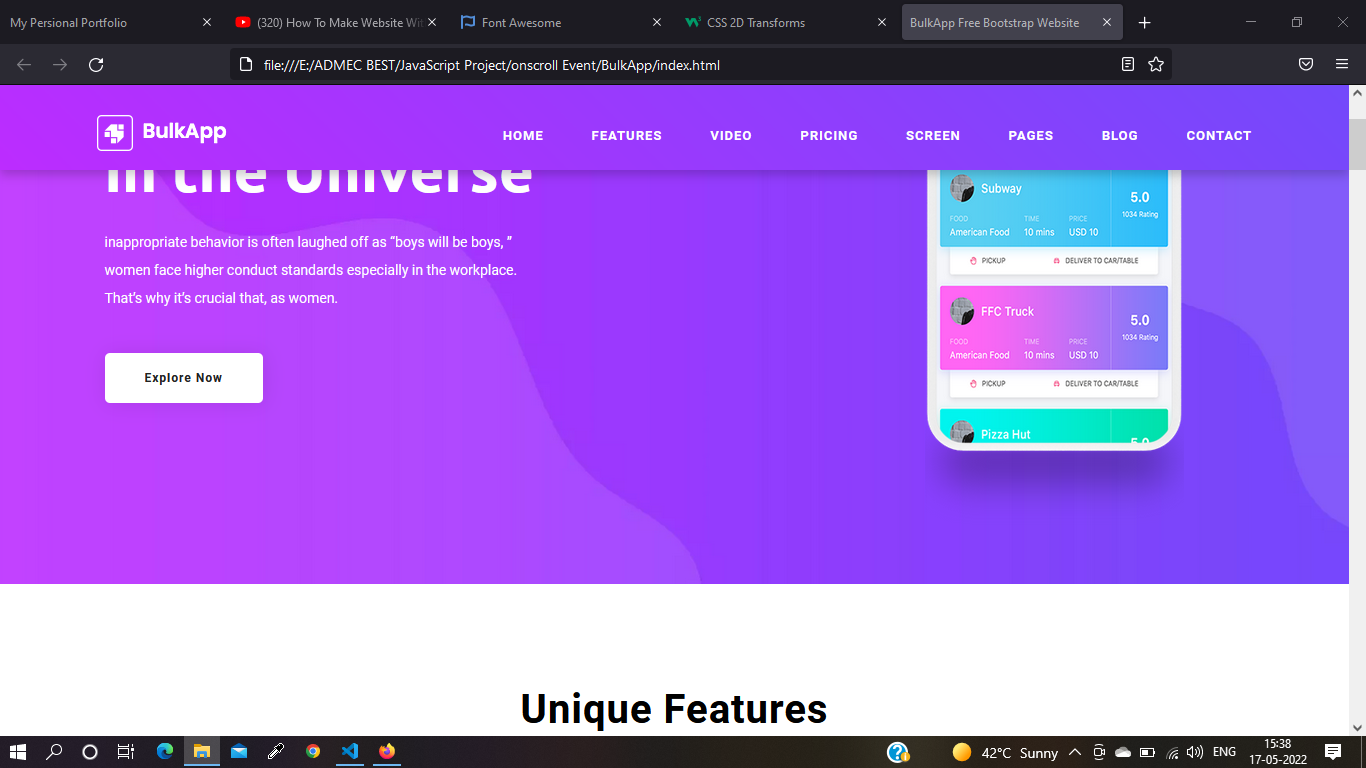 My Persional Portfolio
(320) How To Make Website Wit
Font Awesome
CSS 2D Transforms
BulkApp Free Bootstrap Website
file:///E:/ADMEC BEST/JavaScript Project/onscroll Event/BulkApp/index.html
BulkApp
HOME
FEATURES
VIDEO
PRICING
SCREEN
PAGES
BLOG
CONTACT
in the Universe
inappropriate behavior is often laughed off as “boys will be boys, ”
women face higher conduct standards especially in the workplace.
That’s why it’s crucial that, as women.
Explore Now
Subway
5.0
1034 Rating
FOOD TIME PRICE
American Food 10 mins USD 10
PICKUP DELIVER TO CAR/TABLE
FFC Truck
5.0
1034 Rating
FOOD TIME PRICE
American Food 10 mins USD 10
PICKUP DELIVER TO CAR/TABLE
Pizza Hut
5.0
Unique Features
42°C Sunny
ENG
15:38
17-05-2022